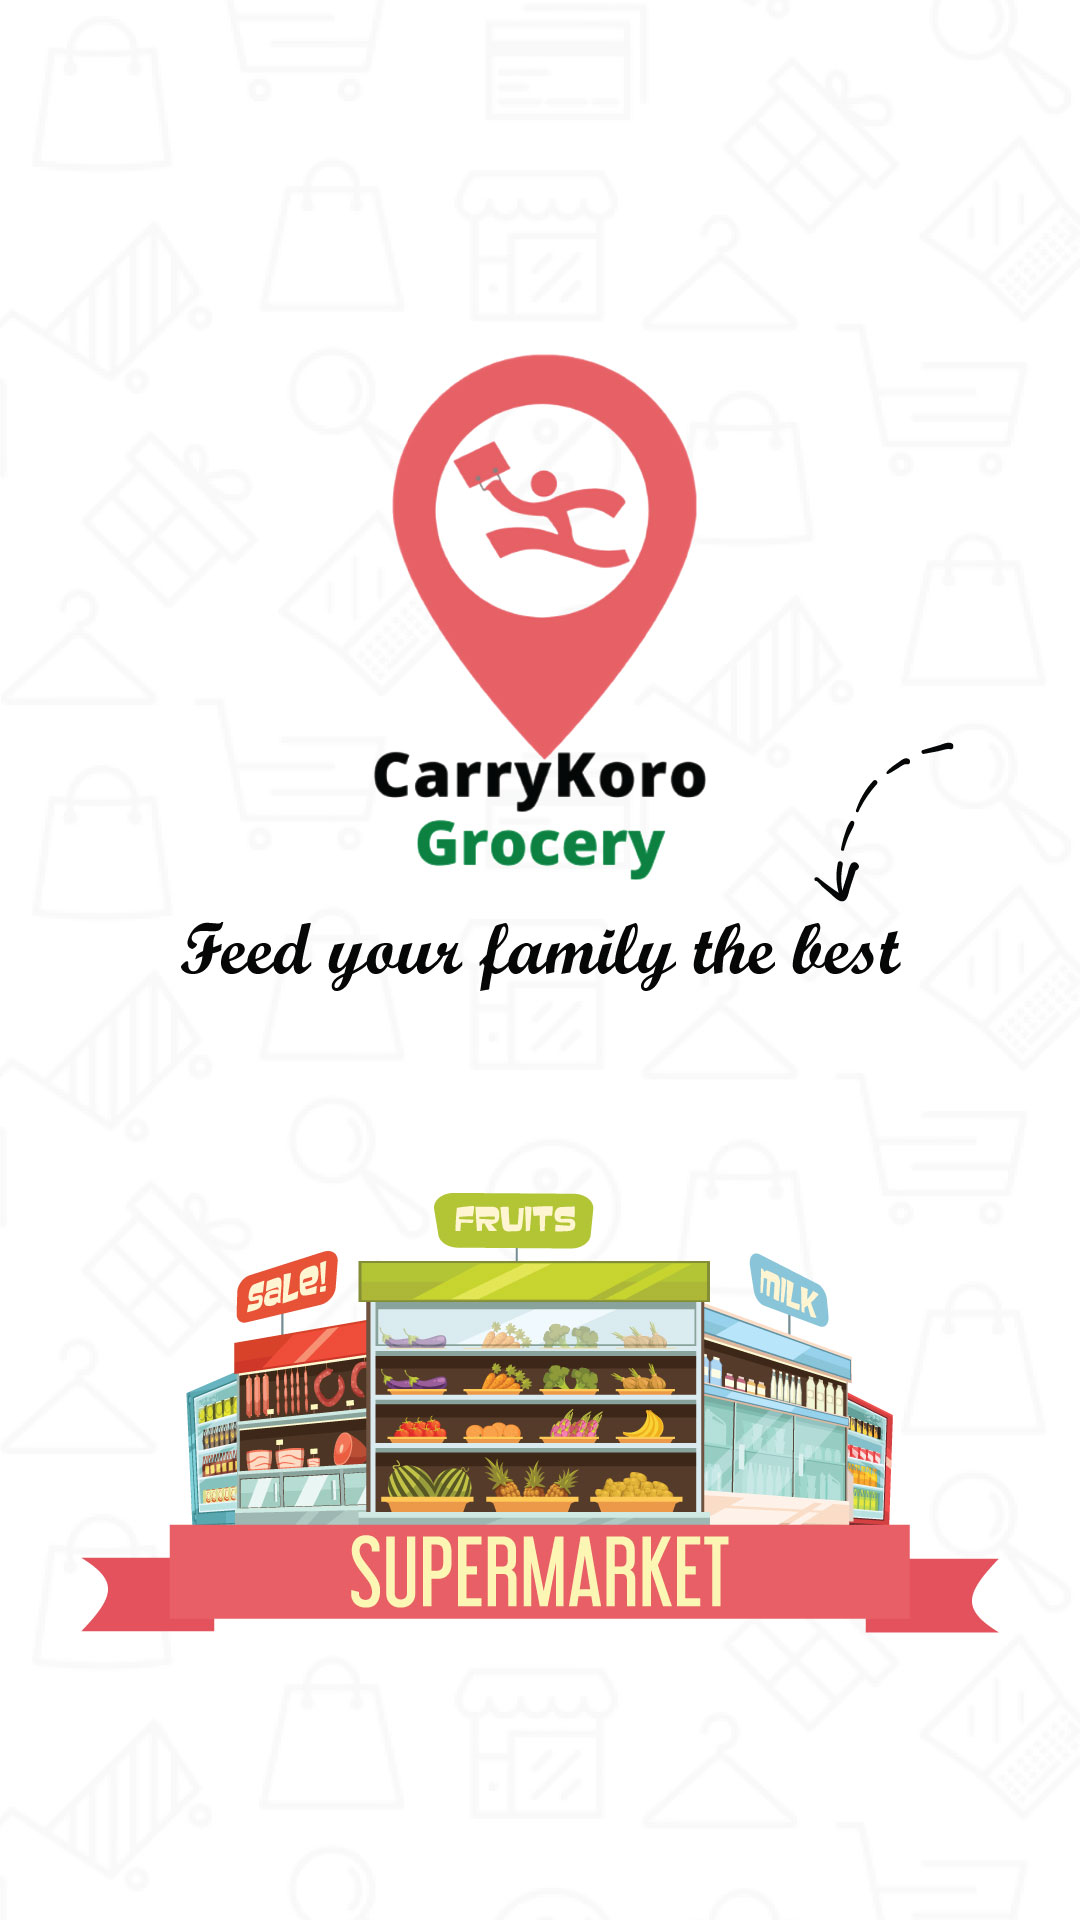 CarryKoro
Grocery
Feed your family the best
FRUITS
SALE!
MILK
SUPERMARKET